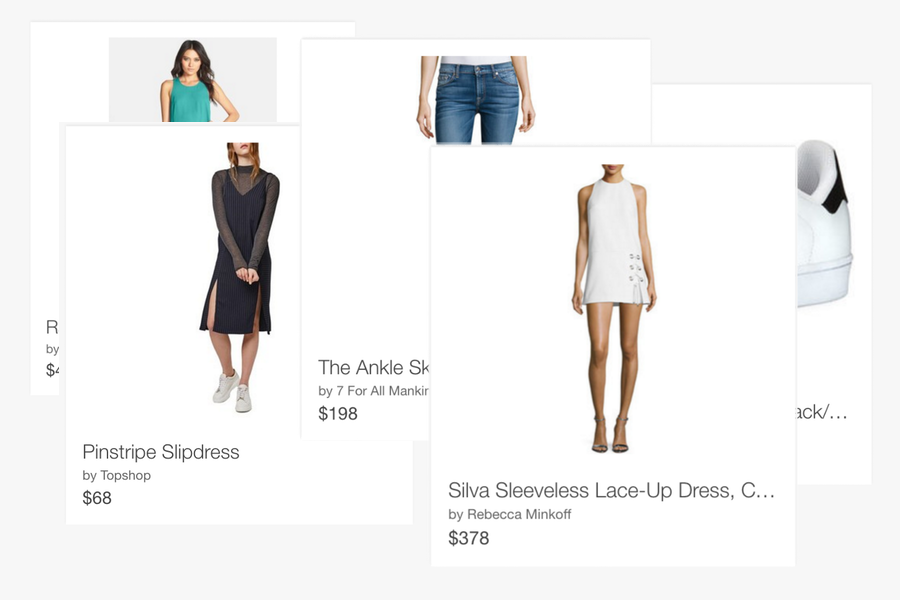 R
by
$4
Pinstripe Slipdress
by Topshop
$68
The Ankle Sk
by 7 For All Mankin
$198
Silva Sleeveless Lace-Up Dress, C...
by Rebecca Minkoff
$378
ack/...